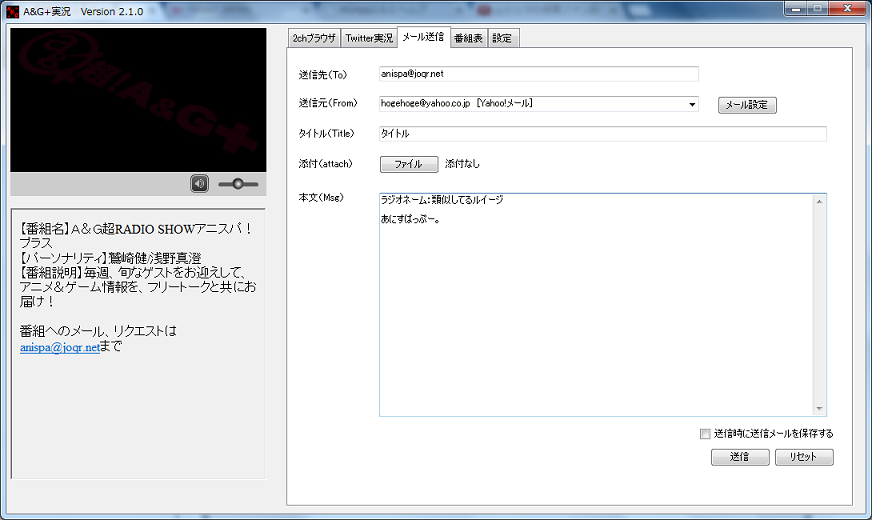 A&G+実況　Version 2.1.0
超!A&G+
【番組名】Ａ＆Ｇ超RADIO SHOWアニスパ！
プラス
【パーソナリティ】鷲崎健/浅野真澄
【番組説明】毎週、旬なゲストをお迎えして、
アニメ＆ゲーム情報を、フリートークと共にお
届け！
番組へのメール、リクエストは
anispa@joqr.netまで
2chブラウザ Twitter実況 メール送信 番組表 設定
送信先(To) anispa@joqr.net
送信元(From) hogehoge@yahoo.co.jp [Yahoo!メール] メール設定
タイトル(Title) タイトル
添付(attach) ファイル 添付なし
本文(Msg) ラジオネーム：類似してるルイージ
あにすぱっぷー。
送信時に送信メールを保存する
送信 リセット